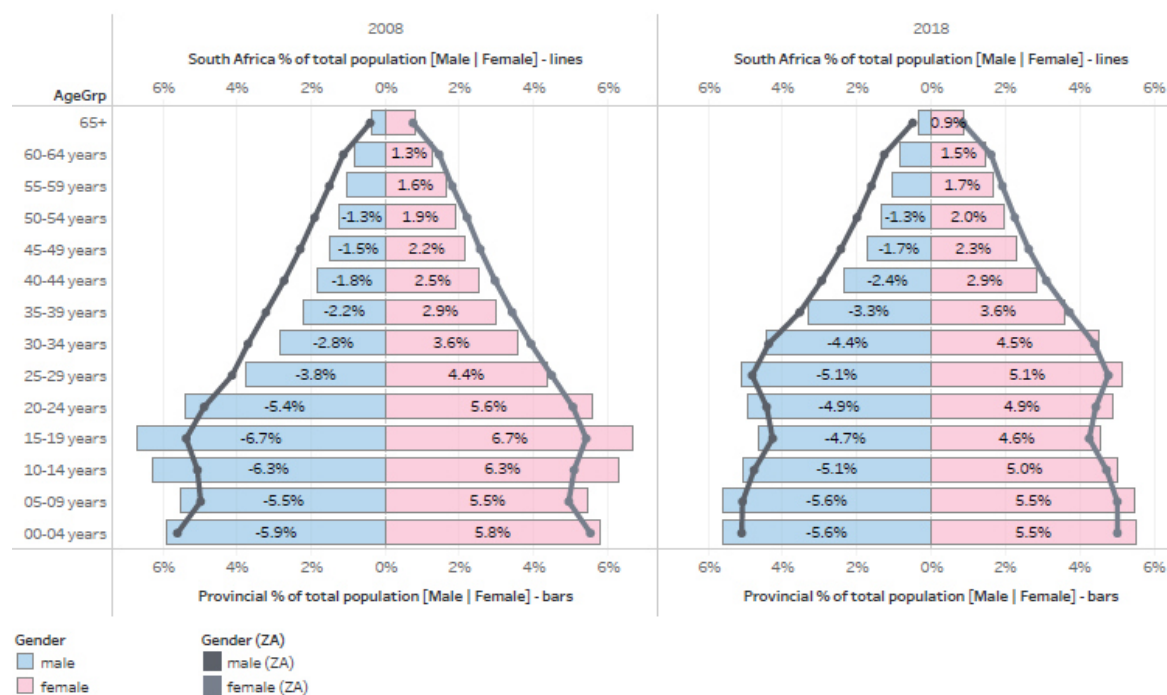 2008 2018
South Africa % of total population [Male | Female] - lines South Africa % of total population [Male | Female] - lines
AgeGrp 6% 4% 2% 0% 2% 4% 6% 6% 4% 2% 0% 2% 4% 6%
65+ 0.9%
60-64 years 1.3% 1.5%
55-59 years 1.6% 1.7%
50-54 years -1.3% 1.9% -1.3% 2.0%
45-49 years -1.5% 2.2% -1.7% 2.3%
40-44 years -1.8% 2.5% -2.4% 2.9%
35-39 years -2.2% 2.9% -3.3% 3.6%
30-34 years -2.8% 3.6% -4.4% 4.5%
25-29 years -3.8% 4.4% -5.1% 5.1%
20-24 years -5.4% 5.6% -4.9% 4.9%
15-19 years -6.7% 6.7% -4.7% 4.6%
10-14 years -6.3% 6.3% -5.1% 5.0%
05-09 years -5.5% 5.5% -5.6% 5.5%
00-04 years -5.9% 5.8% -5.6% 5.5%
6% 4% 2% 0% 2% 4% 6% 6% 4% 2% 0% 2% 4% 6%
Provincial % of total population [Male | Female] - bars Provincial % of total population [Male | Female] - bars
Gender Gender (ZA)
male male (ZA)
female female (ZA)